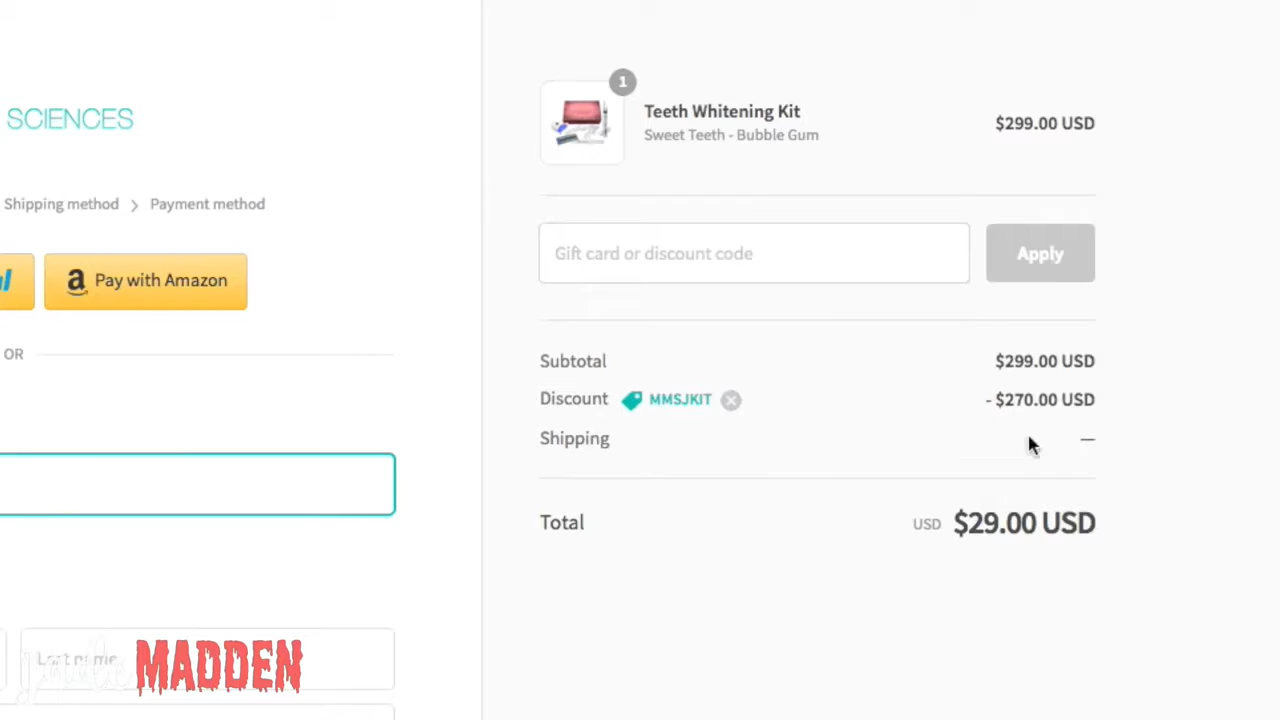 SCIENCES
Shipping method > Payment method
Pay with Amazon
OR
Last name
MADDEN
1
Teeth Whitening Kit
Sweet Teeth - Bubble Gum
$299.00 USD
Gift card or discount code
Apply
Subtotal $299.00 USD
Discount MMSJKIT - $270.00 USD
Shipping —
Total USD $29.00 USD